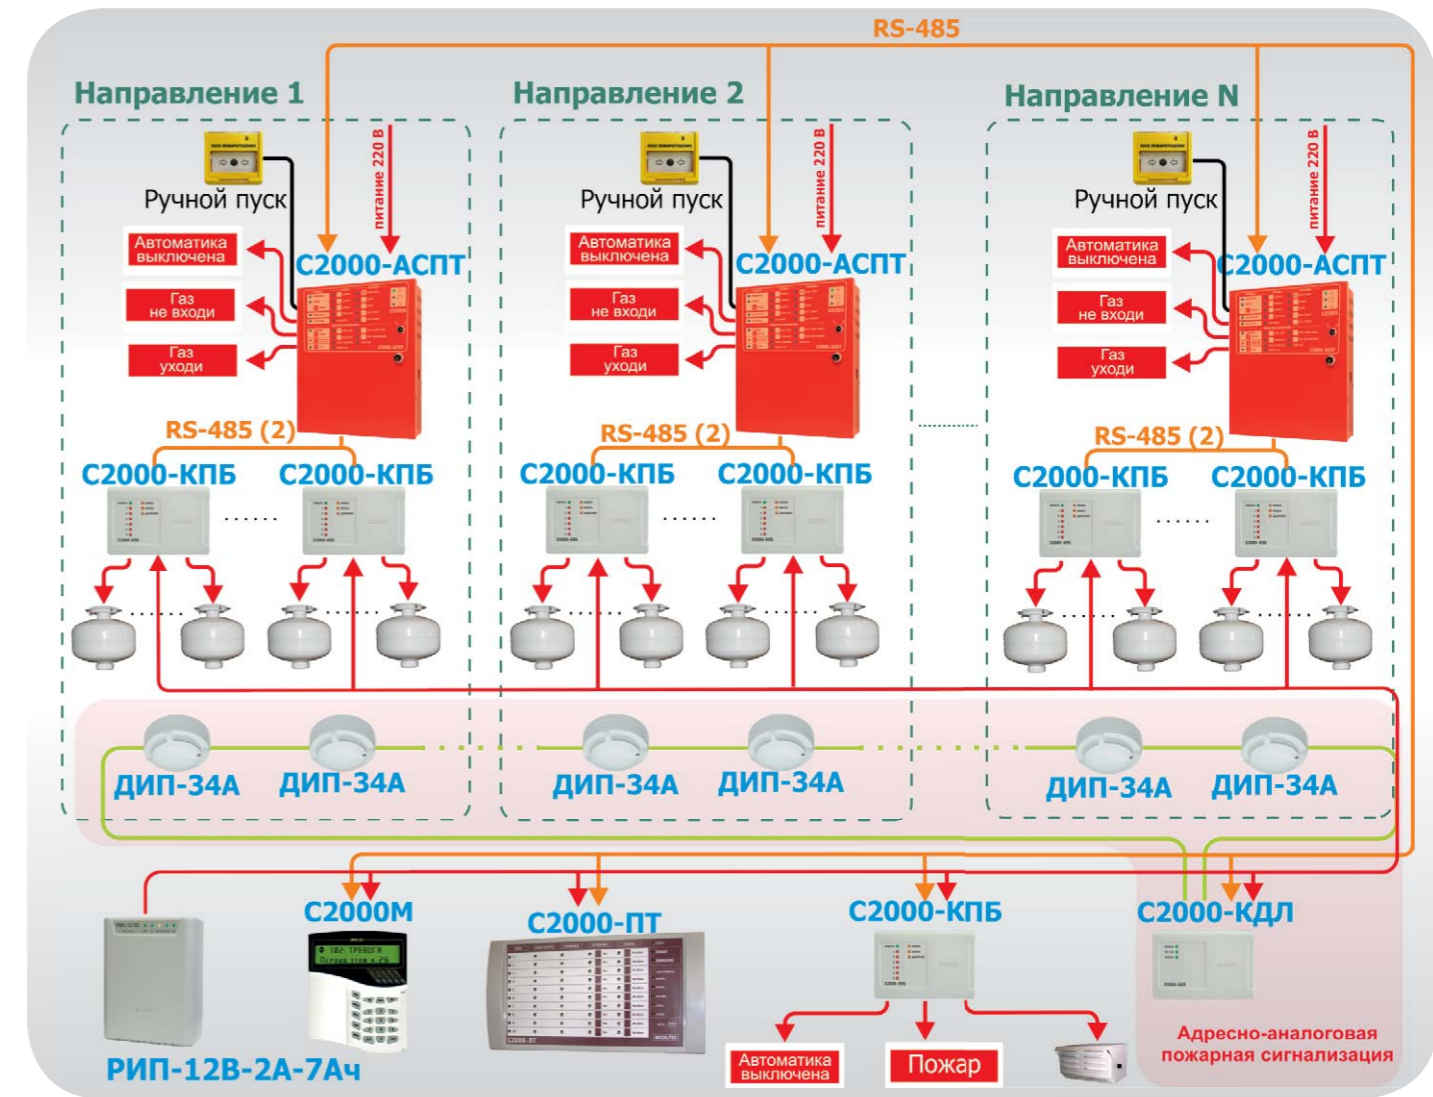 RS-485
Направление 1
Направление 2
Направление N
питание 220 В
питание 220 В
питание 220 В
Ручной пуск
Ручной пуск
Ручной пуск
Автоматика
выключена
Автоматика
выключена
Автоматика
выключена
С2000-АСПТ
С2000-АСПТ
С2000-АСПТ
Газ
не входи
Газ
не входи
Газ
не входи
Газ
уходи
Газ
уходи
Газ
уходи
RS-485 (2)
RS-485 (2)
RS-485 (2)
С2000-КПБ
С2000-КПБ
С2000-КПБ
С2000-КПБ
С2000-КПБ
С2000-КПБ
ДИП-34А
ДИП-34А
ДИП-34А
ДИП-34А
ДИП-34А
ДИП-34А
С2000М
С2000-ПТ
С2000-КПБ
С2000-КДЛ
102: ТРЕВОГА
С2000-ПТ
РИП-12В-2А-7Ач
Автоматика
выключена
Пожар
Адресно-аналоговая
пожарная сигнализация